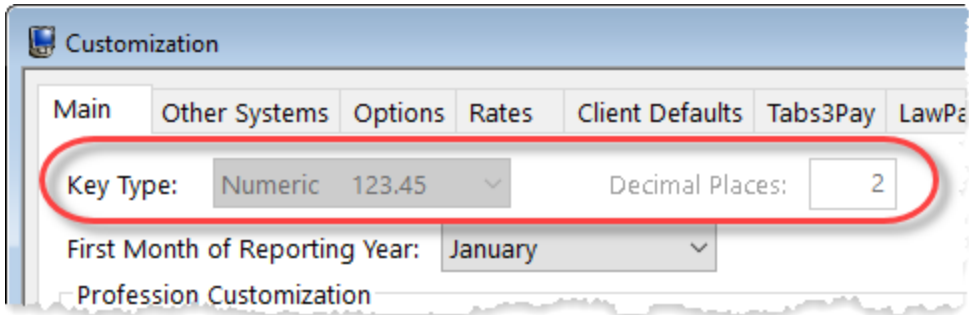 Customization
Main Other Systems Options Rates Client Defaults Tabs3Pay
Key Type: Numeric 123.45 Decimal Places: 2
First Month of Reporting Year: January
Profession Customization